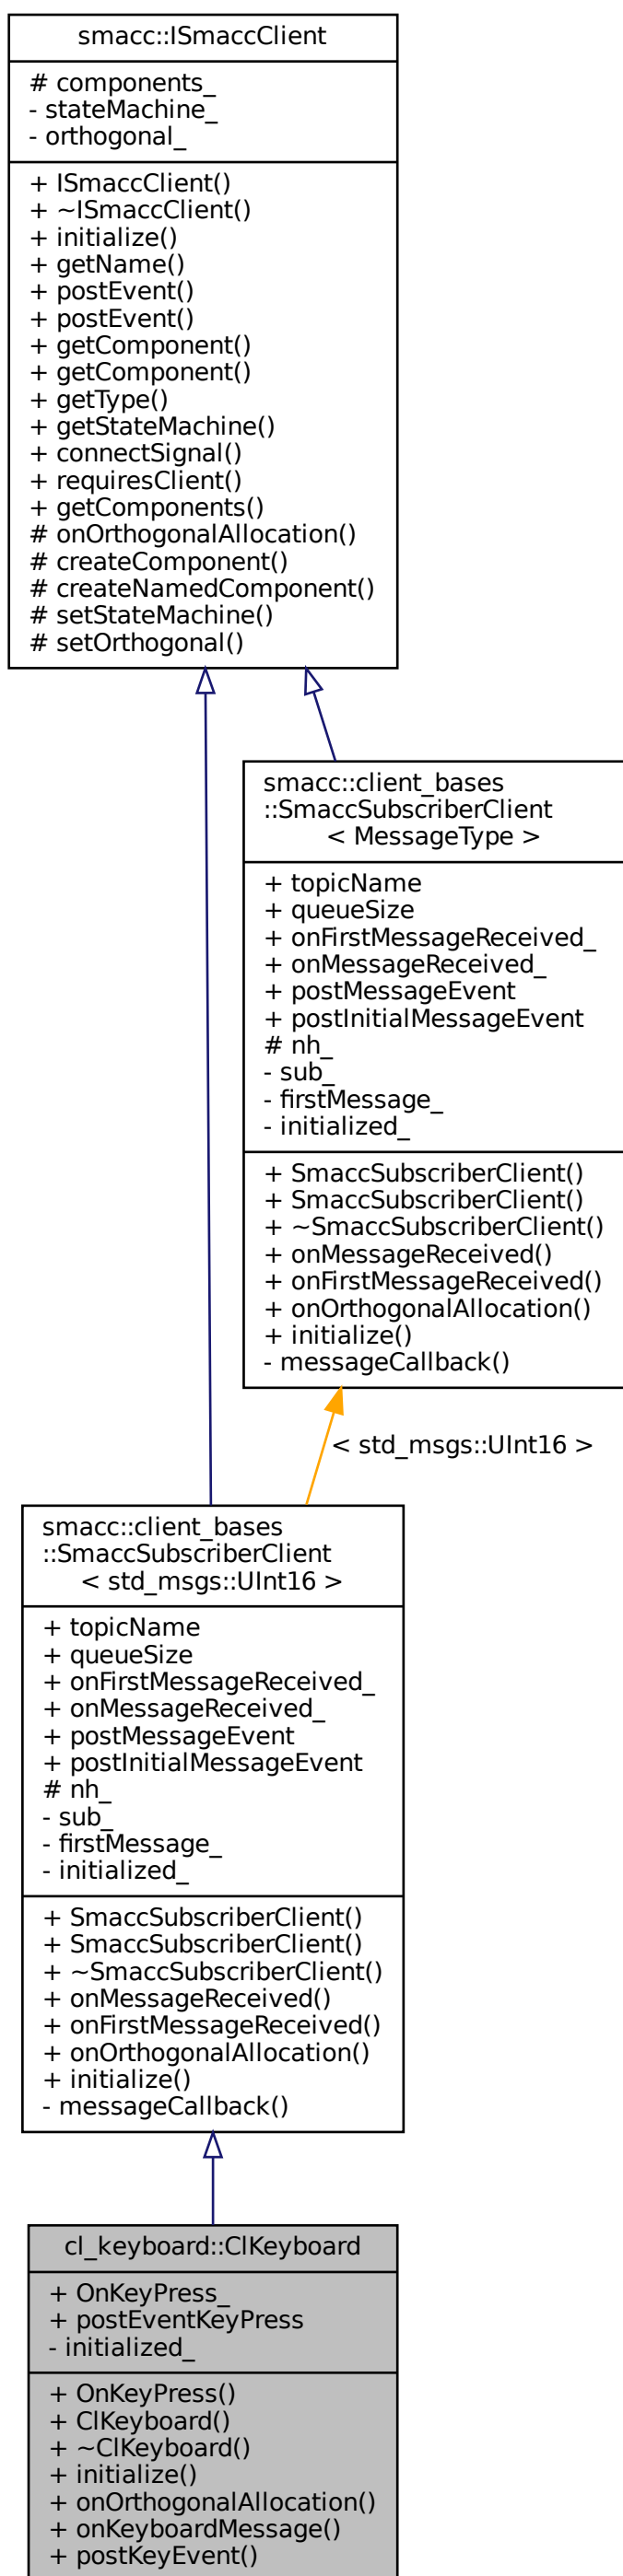 smacc::ISmaccClient
# components_
- stateMachine_
- orthogonal_
+ ISmaccClient()
+ ~ISmaccClient()
+ initialize()
+ getName()
+ postEvent()
+ postEvent()
+ getComponent()
+ getComponent()
+ getType()
+ getStateMachine()
+ connectSignal()
+ requiresClient()
+ getComponents()
# onOrthogonalAllocation()
# createComponent()
# createNamedComponent()
# setStateMachine()
# setOrthogonal()
smacc::client_bases
::SmaccSubscriberClient
< MessageType >
+ topicName
+ queueSize
+ onFirstMessageReceived_
+ onMessageReceived_
+ postMessageEvent
+ postInitialMessageEvent
# nh_
- sub_
- firstMessage_
- initialized_
+ SmaccSubscriberClient()
+ SmaccSubscriberClient()
+ ~SmaccSubscriberClient()
+ onMessageReceived()
+ onFirstMessageReceived()
+ onOrthogonalAllocation()
+ initialize()
- messageCallback()
< std_msgs::UInt16 >
smacc::client_bases
::SmaccSubscriberClient
< std_msgs::UInt16 >
+ topicName
+ queueSize
+ onFirstMessageReceived_
+ onMessageReceived_
+ postMessageEvent
+ postInitialMessageEvent
# nh_
- sub_
- firstMessage_
- initialized_
+ SmaccSubscriberClient()
+ SmaccSubscriberClient()
+ ~SmaccSubscriberClient()
+ onMessageReceived()
+ onFirstMessageReceived()
+ onOrthogonalAllocation()
+ initialize()
- messageCallback()
cl_keyboard::ClKeyboard
+ OnKeyPress_
+ postEventKeyPress
- initialized_
+ OnKeyPress()
+ ClKeyboard()
+ ~ClKeyboard()
+ initialize()
+ onOrthogonalAllocation()
+ onKeyboardMessage()
+ postKeyEvent()